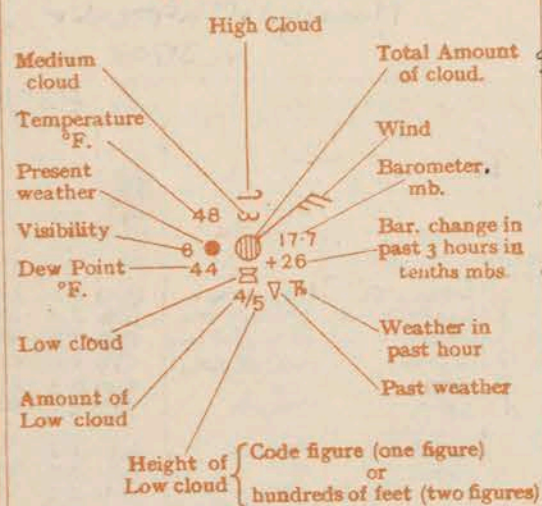 High Cloud
Medium
cloud
Total Amount
of cloud.
Temperature
°F.
Wind
Present
weather
Barometer.
mb.
48
Visibility
6
17·7
Bar. change in
past 3 hours in
tenths mbs.
+26
Dew Point
°F.
44
4/5
Low cloud
Weather in
past hour
Amount of
Low cloud
Past weather
Height of
Low cloud
Code figure (one figure)
or
hundreds of feet (two figures)